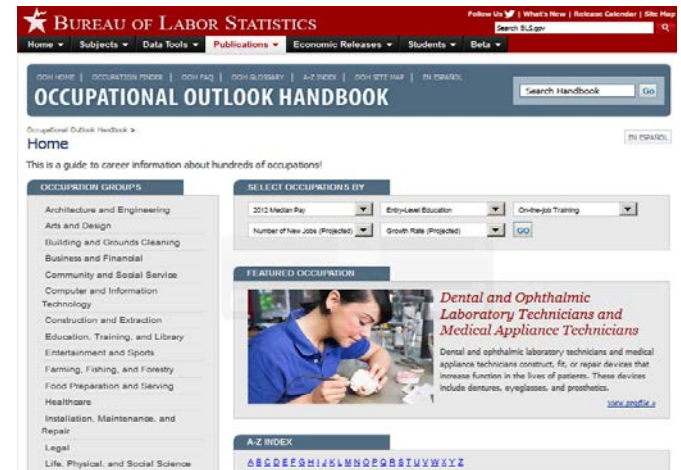 BUREAU OF LABOR STATISTICS
Follow Us | What's New | Release Calendar | Site Map
Search BLS.gov
Home Subjects Data Tools Publications Economic Releases Students Beta
OOH HOME | OCCUPATION FINDER | OOH FAQ | OOH GLOSSARY | A-Z INDEX | OOH SITE MAP | EN ESPAÑOL
OCCUPATIONAL OUTLOOK HANDBOOK
Search Handbook Go
Occupational Outlook Handbook >
Home
EN ESPAÑOL
This is a guide to career information about hundreds of occupations!
OCCUPATION GROUPS
Architecture and Engineering
Arts and Design
Building and Grounds Cleaning
Business and Financial
Community and Social Service
Computer and Information
Technology
Construction and Extraction
Education, Training, and Library
Entertainment and Sports
Farming, Fishing, and Forestry
Food Preparation and Serving
Healthcare
Installation, Maintenance, and
Repair
Legal
Life, Physical, and Social Science
SELECT OCCUPATIONS BY
2012 Median Pay Entry-Level Education On-the-job Training
Number of New Jobs (Projected) Growth Rate (Projected) GO
FEATURED OCCUPATION
Dental and Ophthalmic
Laboratory Technicians and
Medical Appliance Technicians
Dental and ophthalmic laboratory technicians and medical
appliance technicians construct, fit, or repair devices that
increase function in the lives of patients. These devices
include dentures, eyeglasses, and prosthetics.
view profile »
A-Z INDEX
A B C D E F G H I J K L M N O P Q R S T U V W X Y Z